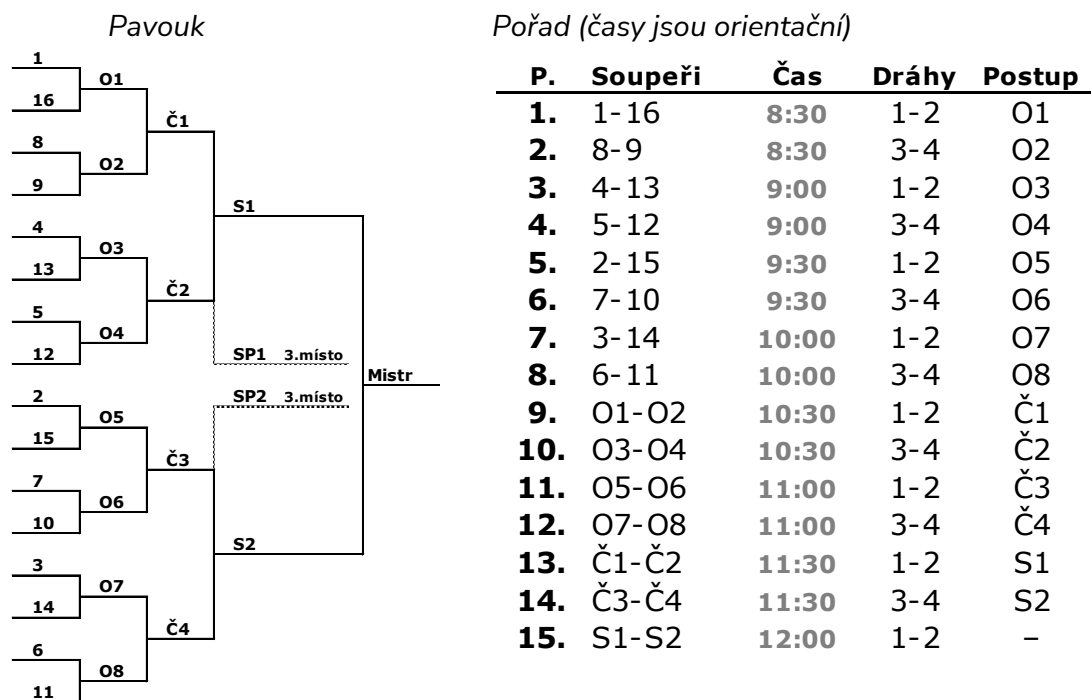 Pavouk
1
O1
16
Č1
8
O2
9
S1
4
O3
13
Č2
5
O4
12
SP1 3.místo
Mistr
SP2 3.místo
2
O5
15
Č3
7
O6
10
S2
3
O7
14
Č4
6
O8
11
Pořad (časy jsou orientační)
P. Soupeři Čas Dráhy Postup
1. 1-16 8:30 1-2 O1
2. 8-9 8:30 3-4 O2
3. 4-13 9:00 1-2 O3
4. 5-12 9:00 3-4 O4
5. 2-15 9:30 1-2 O5
6. 7-10 9:30 3-4 O6
7. 3-14 10:00 1-2 O7
8. 6-11 10:00 3-4 O8
9. O1-O2 10:30 1-2 Č1
10. O3-O4 10:30 3-4 Č2
11. O5-O6 11:00 1-2 Č3
12. O7-O8 11:00 3-4 Č4
13. Č1-Č2 11:30 1-2 S1
14. Č3-Č4 11:30 3-4 S2
15. S1-S2 12:00 1-2 –